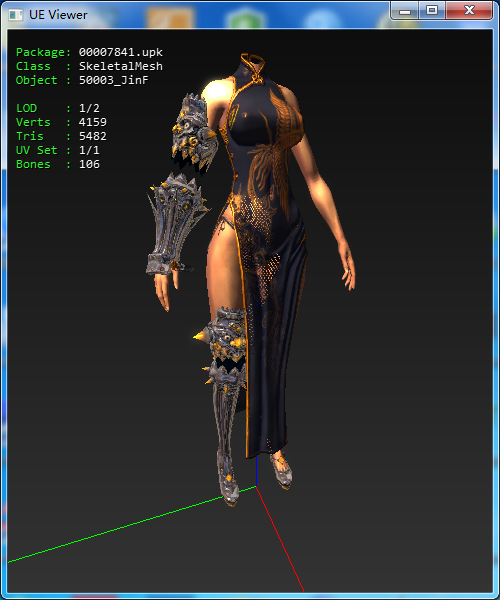 UE Viewer
Package: 00007841.upk
Class : SkeletalMesh
Object : 50003_JinF
LOD : 1/2
Verts : 4159
Tris : 5482
UV Set : 1/1
Bones : 106